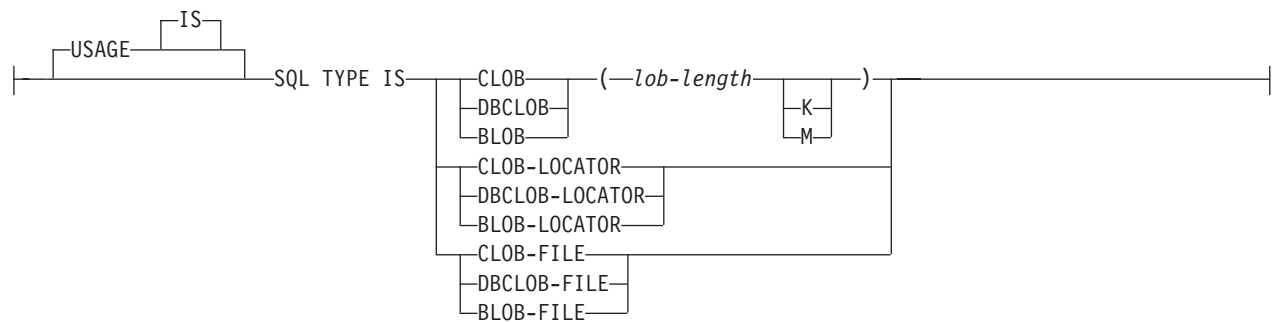 IS
USAGE
SQL TYPE IS CLOB ( lob-length )
DBCLOB K
BLOB M
CLOB-LOCATOR
DBCLOB-LOCATOR
BLOB-LOCATOR
CLOB-FILE
DBCLOB-FILE
BLOB-FILE